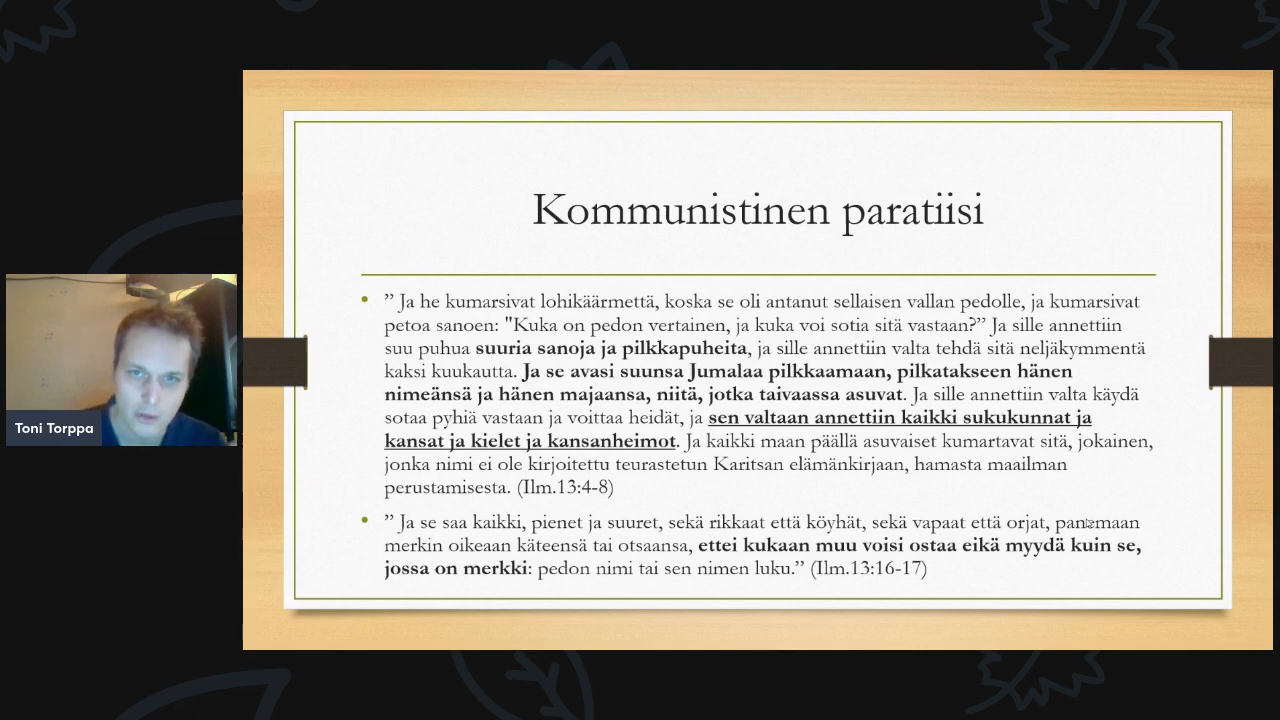 Kommunistinen paratiisi
• ” Ja he kumarsivat lohikäärmettä, koska se oli antanut sellaisen vallan pedolle, ja kumarsivat
petoa sanoen: "Kuka on pedon vertainen, ja kuka voi sotia sitä vastaan?” Ja sille annettiin
suu puhua suuria sanoja ja pilkkapuheita, ja sille annettiin valta tehdä sitä neljäkymmentä
kaksi kuukautta. Ja se avasi suunsa Jumalaa pilkkaamaan, pilkatakseen hänen
nimeänsä ja hänen majaansa, niitä, jotka taivaassa asuvat. Ja sille annettiin valta käydä
sotaa pyhiä vastaan ja voittaa heidät, ja sen valtaan annettiin kaikki sukukunnat ja
kansat ja kielet ja kansanheimot. Ja kaikki maan päällä asuvaiset kumartavat sitä, jokainen,
jonka nimi ei ole kirjoitettu teurastetun Karitsan elämänkirjaan, hamasta maailman
perustamisesta. (Ilm.13:4-8)
• ” Ja se saa kaikki, pienet ja suuret, sekä rikkaat että köyhät, sekä vapaat että orjat, panemaan
merkin oikeaan käteensä tai otsaansa, ettei kukaan muu voisi ostaa eikä myydä kuin se,
jossa on merkki: pedon nimi tai sen nimen luku.” (Ilm.13:16-17)
Toni Torppa